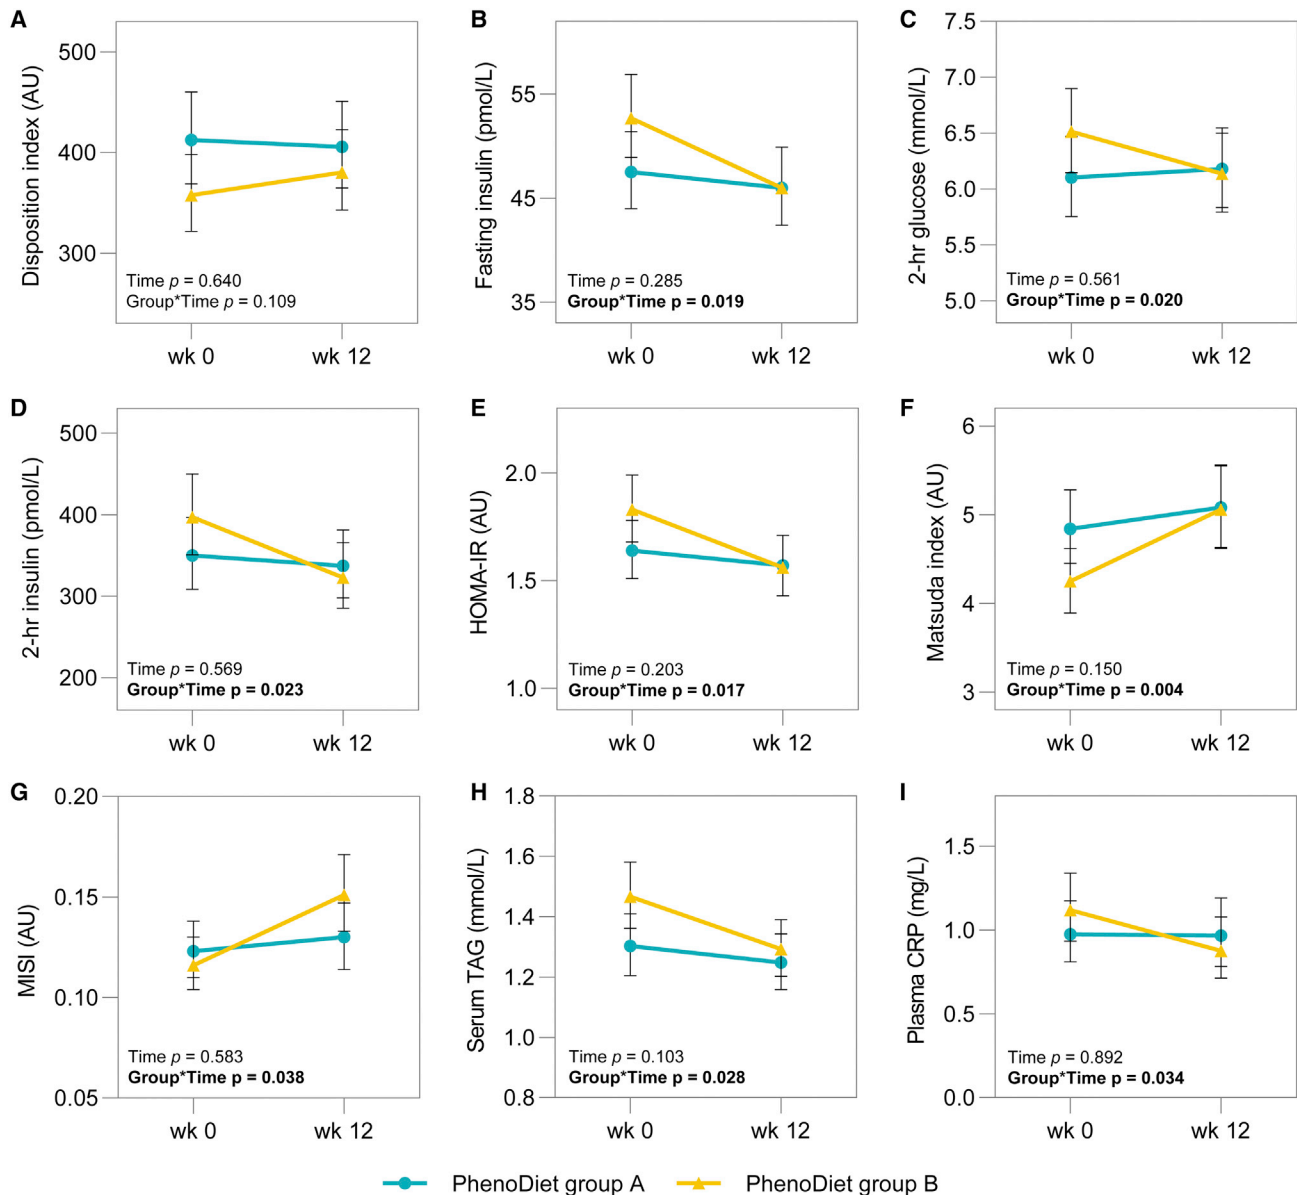 A
Disposition index (AU)
500
400
300
Time p = 0.640
Group*Time p = 0.109
wk 0
wk 12
B
Fasting insulin (pmol/L)
55
45
35
Time p = 0.285
Group*Time p = 0.019
wk 0
wk 12
C
2-hr glucose (mmol/L)
7.5
7.0
6.5
6.0
5.5
5.0
Time p = 0.561
Group*Time p = 0.020
wk 0
wk 12
D
2-hr insulin (pmol/L)
500
400
300
200
Time p = 0.569
Group*Time p = 0.023
wk 0
wk 12
E
HOMA-IR (AU)
2.0
1.5
1.0
Time p = 0.203
Group*Time p = 0.017
wk 0
wk 12
F
Matsuda index (AU)
6
5
4
3
Time p = 0.150
Group*Time p = 0.004
wk 0
wk 12
G
MISI (AU)
0.20
0.15
0.10
0.05
Time p = 0.583
Group*Time p = 0.038
wk 0
wk 12
H
Serum TAG (mmol/L)
1.8
1.6
1.4
1.2
1.0
0.8
Time p = 0.103
Group*Time p = 0.028
wk 0
wk 12
I
Plasma CRP (mg/L)
1.5
1.0
0.5
0.0
Time p = 0.892
Group*Time p = 0.034
wk 0
wk 12
PhenoDiet group A
PhenoDiet group B